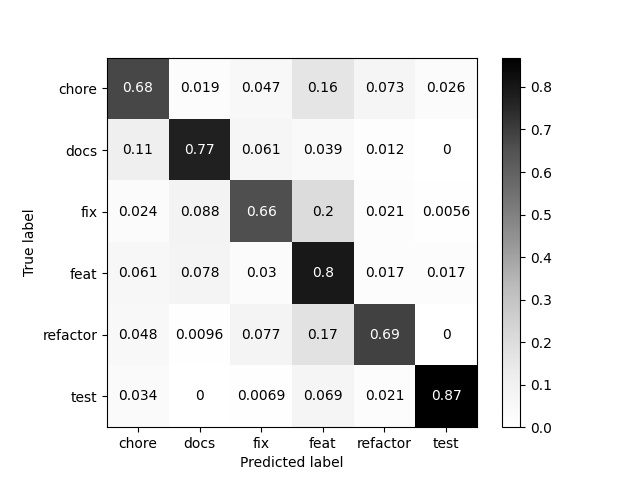 chore 0.68 0.019 0.047 0.16 0.073 0.026
docs 0.11 0.77 0.061 0.039 0.012 0
fix 0.024 0.088 0.66 0.2 0.021 0.0056
feat 0.061 0.078 0.03 0.8 0.017 0.017
refactor 0.048 0.0096 0.077 0.17 0.69 0
test 0.034 0 0.0069 0.069 0.021 0.87
chore docs fix feat refactor test
Predicted label
True label
0.8
0.7
0.6
0.5
0.4
0.3
0.2
0.1
0.0